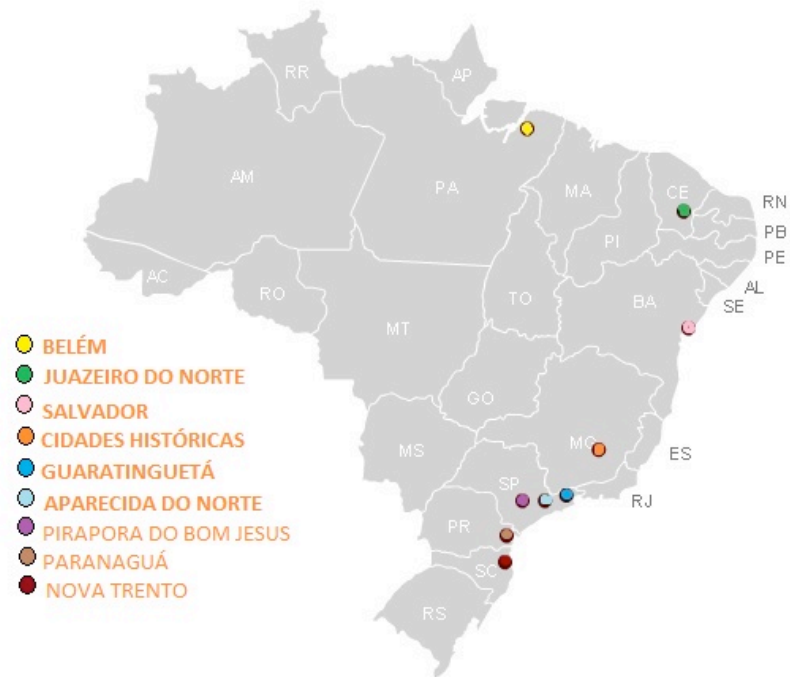 RR
AP
AM
PA
MA
CE
RN
PB
PE
AL
SE
PI
AC
RO
TO
BA
MT
GO
MS
MG
ES
SP
RJ
PR
SC
RS
BELÉM
JUAZEIRO DO NORTE
SALVADOR
CIDADES HISTÓRICAS
GUARATINGUETÁ
APARECIDA DO NORTE
PIRAPORA DO BOM JESUS
PARANAGUÁ
NOVA TRENTO